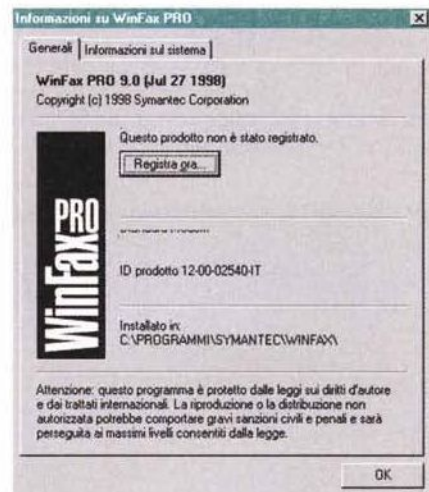 Informazioni su WinFax PRO
Generali
Informazioni sul sistema
WinFax PRO 9.0 (Jul 27 1998)
Copyright (c) 1998 Symantec Corporation
WinFax PRO
Questo prodotto non è stato registrato.
Registra ora...
ID prodotto 12-00-02540-IT
Installato in:
C:\PROGRAMMI\SYMANTEC\WINFAX\
Attenzione: questo programma è protetto dalle leggi sui diritti d'autore
e dai trattati internazionali. La riproduzione o la distribuzione non
autorizzata potrebbe comportare gravi sanzioni civili e penali e sarà
perseguita ai massimi livelli consentiti dalla legge.
OK